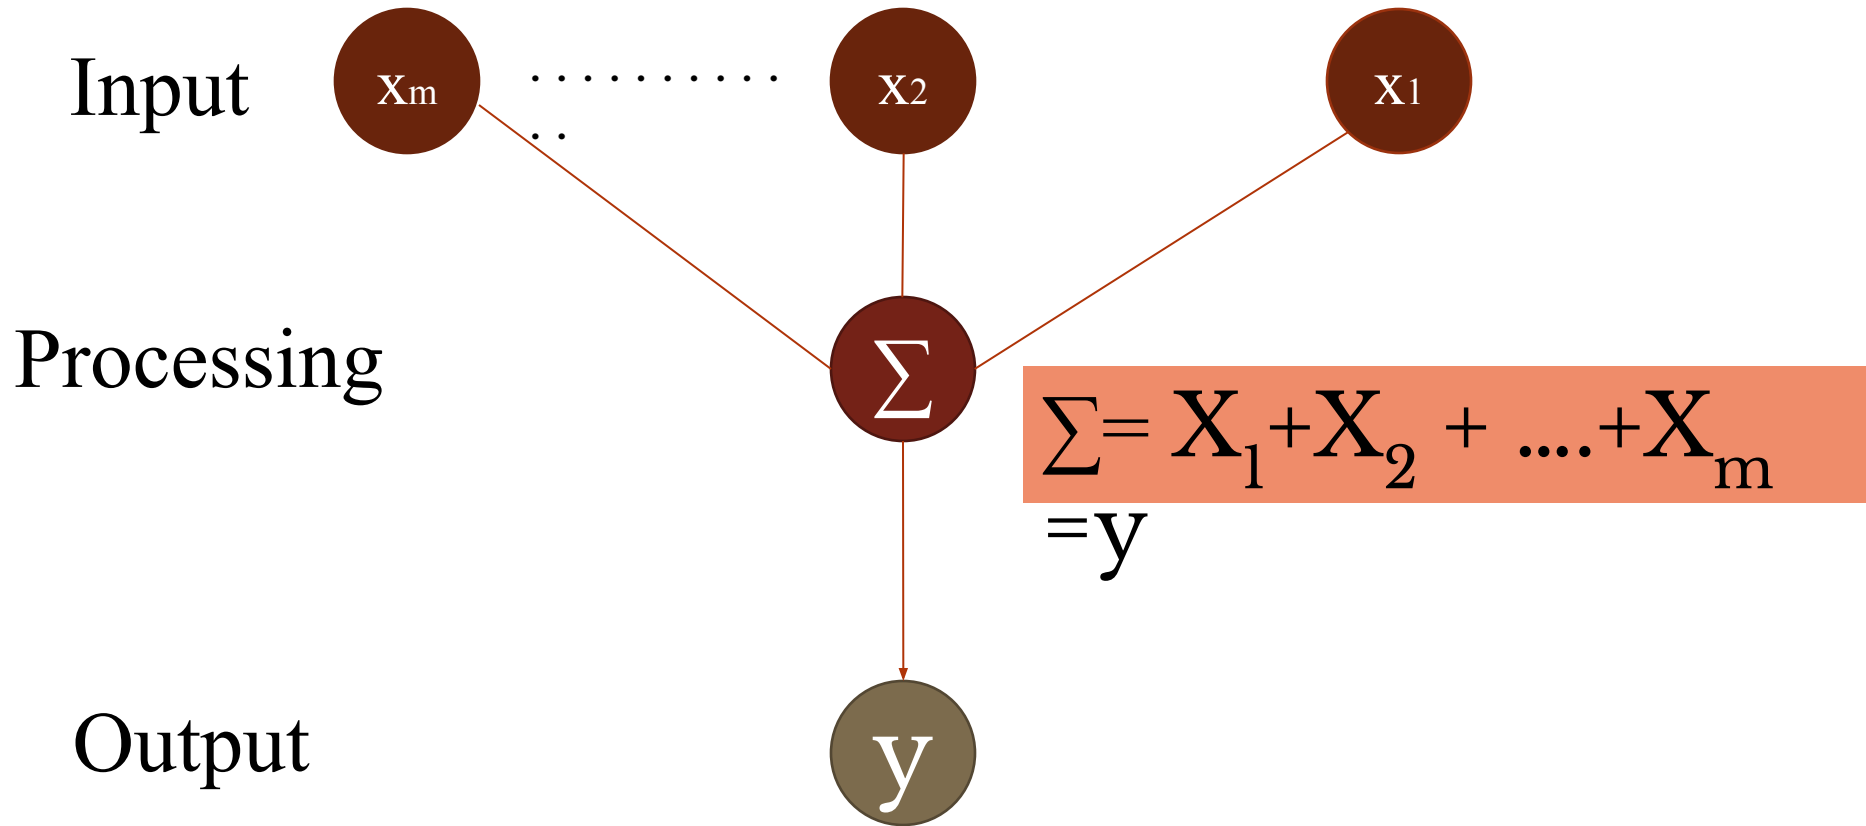 Input
xₘ . . . . . . . . . . x₂ x₁
. .
Processing
∑
∑= X₁+X₂ + ....+Xₘ
=y
Output
y